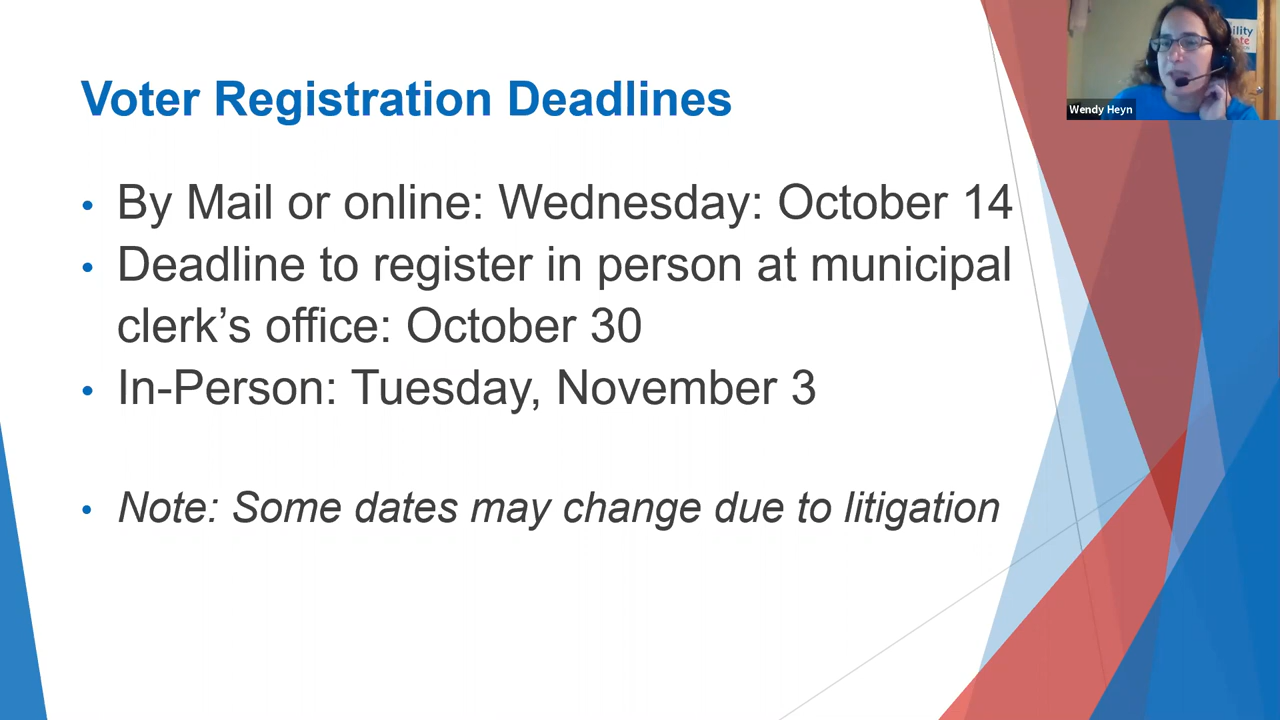 Voter Registration Deadlines
• By Mail or online: Wednesday: October 14
• Deadline to register in person at municipal
clerk’s office: October 30
• In-Person: Tuesday, November 3
• Note: Some dates may change due to litigation
Wendy Heyn